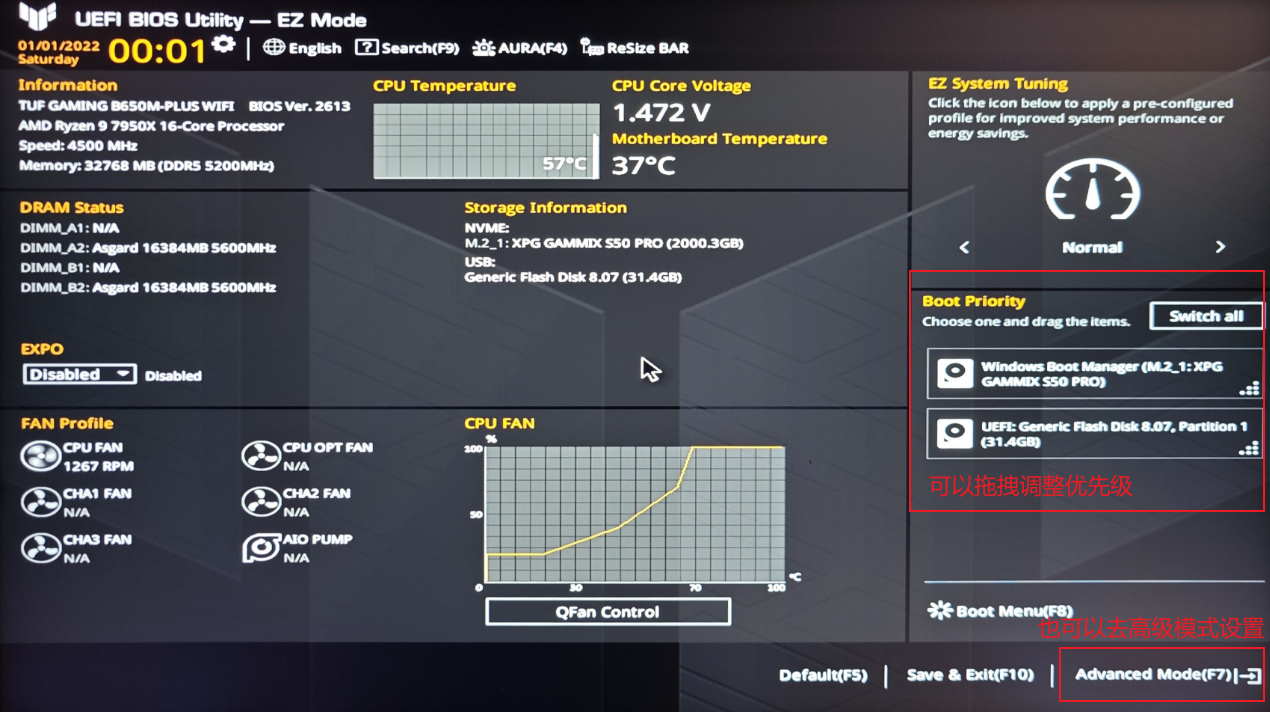 UEFI BIOS Utility — EZ Mode
01/01/2022
Saturday
00:01
English
?
Search(F9)
AURA(F4)
ReSize BAR
Information
TUF GAMING B650M-PLUS WIFI BIOS Ver. 2613
AMD Ryzen 9 7950X 16-Core Processor
Speed: 4500 MHz
Memory: 32768 MB (DDR5 5200MHz)
CPU Temperature
57°C
CPU Core Voltage
1.472 V
Motherboard Temperature
37°C
EZ System Tuning
Click the icon below to apply a pre-configured
profile for improved system performance or
energy savings.
Normal
DRAM Status
DIMM_A1: N/A
DIMM_A2: Asgard 16384MB 5600MHz
DIMM_B1: N/A
DIMM_B2: Asgard 16384MB 5600MHz
Storage Information
NVME:
M.2_1: XPG GAMMIX S50 PRO (2000.3GB)
USB:
Generic Flash Disk 8.07 (31.4GB)
EXPO
Disabled
Disabled
Boot Priority
Choose one and drag the items.
Switch all
Windows Boot Manager (M.2_1: XPG
GAMMIX S50 PRO)
UEFI: Generic Flash Disk 8.07, Partition 1
(31.4GB)
可以拖拽调整优先级
FAN Profile
CPU FAN
1267 RPM
CPU OPT FAN
N/A
CHA1 FAN
N/A
CHA2 FAN
N/A
CHA3 FAN
N/A
AIO PUMP
N/A
CPU FAN
%
100
50
0
30
70
100
°C
QFan Control
Boot Menu(F8)
也可以去高级模式设置
Default(F5)
Save & Exit(F10)
Advanced Mode(F7)